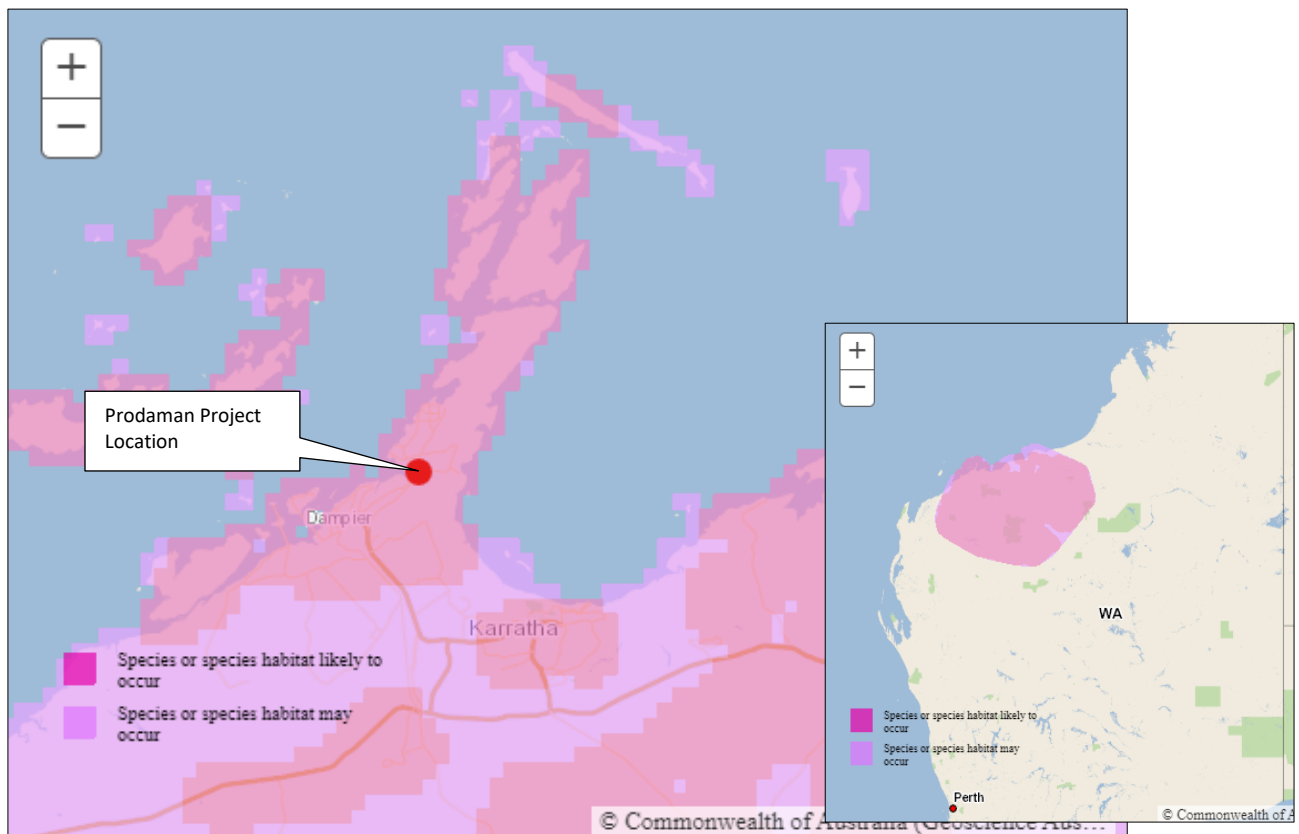 +
−
Prodaman Project
Location
Dampier
Karratha
Species or species habitat likely to
occur
Species or species habitat may
occur
© Commonwealth of Australia (Geoscience Aus...
+
−
WA
Species or species habitat likely to
occur
Species or species habitat may
occur
Perth
© Commonwealth of A